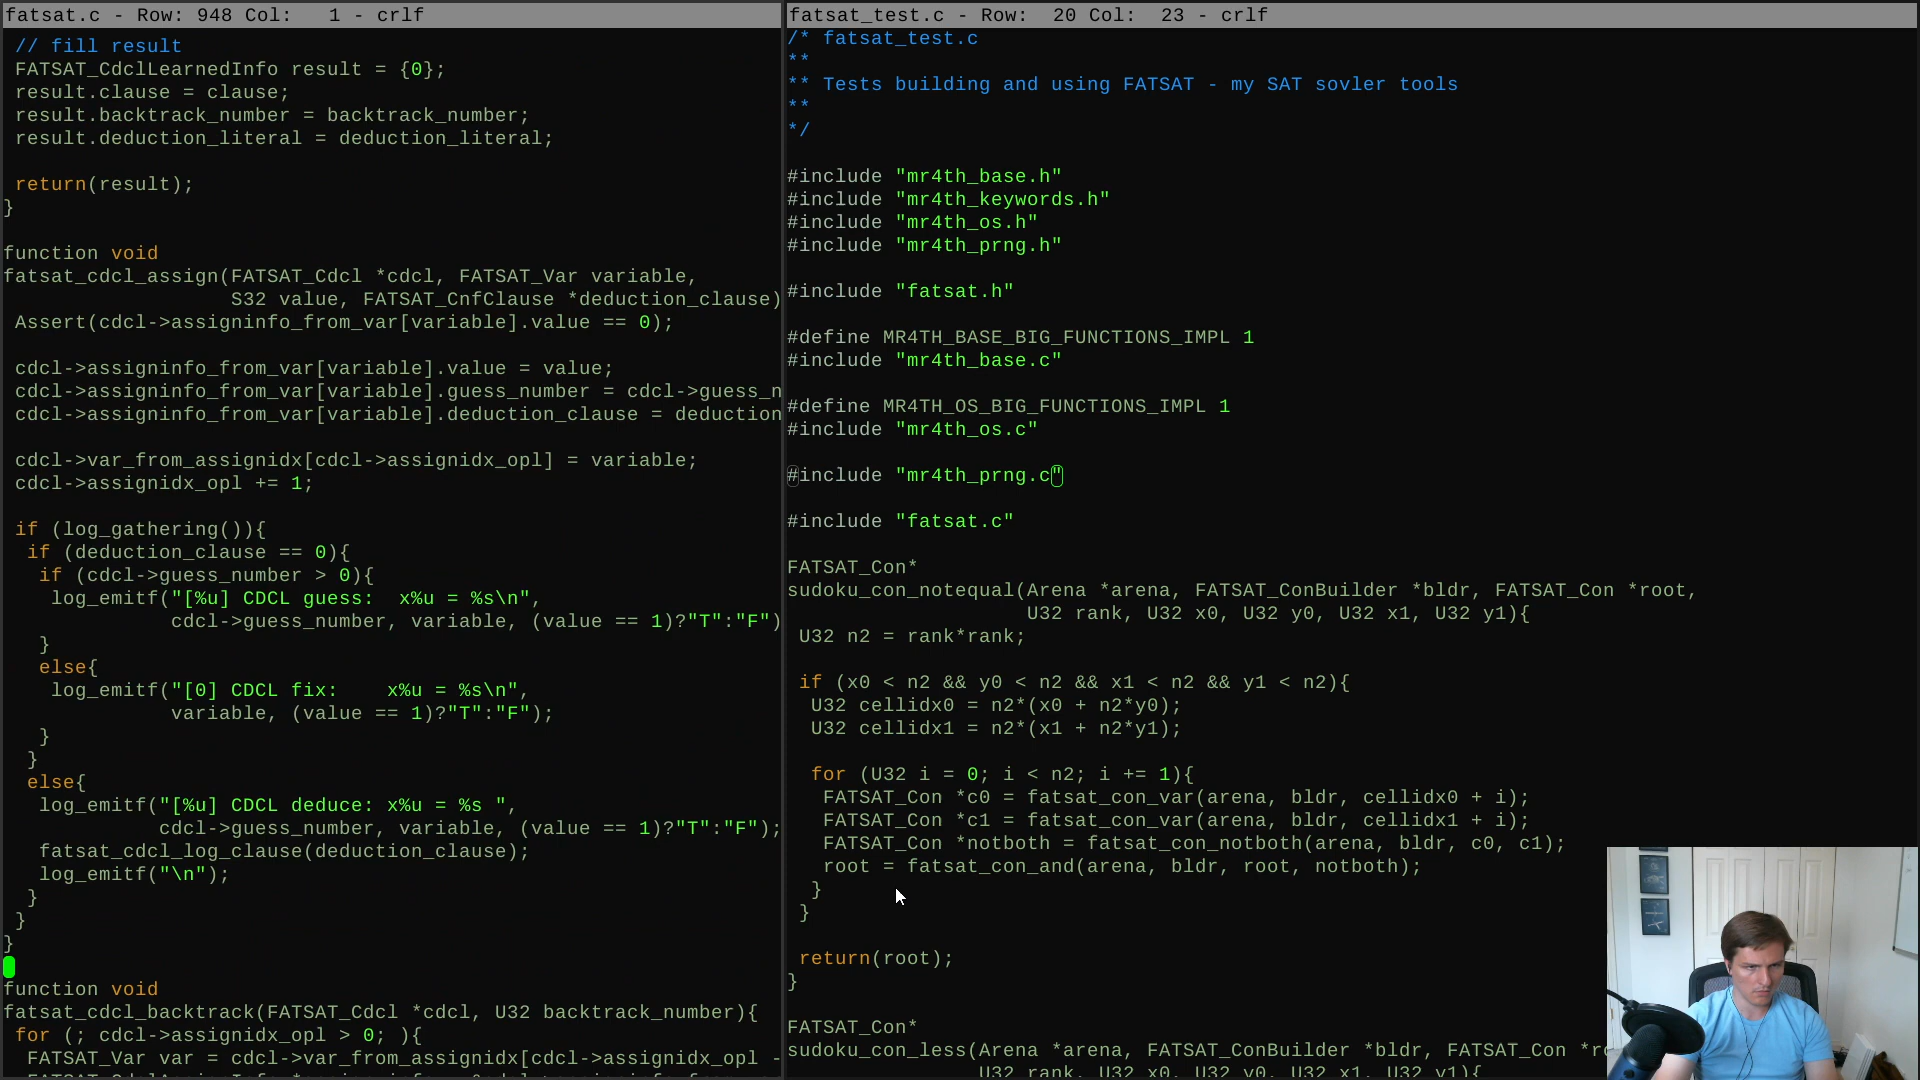 fatsat.c - Row: 948 Col:   1 - crlf
// fill result
FATSAT_CdclLearnedInfo result = {0};
result.clause = clause;
result.backtrack_number = backtrack_number;
result.deduction_literal = deduction_literal;
return(result);
}
function void
fatsat_cdcl_assign(FATSAT_Cdcl *cdcl, FATSAT_Var variable,
S32 value, FATSAT_CnfClause *deduction_clause)
Assert(cdcl->assigninfo_from_var[variable].value == 0);
cdcl->assigninfo_from_var[variable].value = value;
cdcl->assigninfo_from_var[variable].guess_number = cdcl->guess_n
cdcl->assigninfo_from_var[variable].deduction_clause = deduction
cdcl->var_from_assignidx[cdcl->assignidx_opl] = variable;
cdcl->assignidx_opl += 1;
if (log_gathering()){
if (deduction_clause == 0){
if (cdcl->guess_number > 0){
log_emitf("[%u] CDCL guess:  x%u = %s\n",
cdcl->guess_number, variable, (value == 1)?"T":"F")
}
else{
log_emitf("[0] CDCL fix:    x%u = %s\n",
variable, (value == 1)?"T":"F");
}
}
else{
log_emitf("[%u] CDCL deduce: x%u = %s ",
cdcl->guess_number, variable, (value == 1)?"T":"F");
fatsat_cdcl_log_clause(deduction_clause);
log_emitf("\n");
}
}
}
function void
fatsat_cdcl_backtrack(FATSAT_Cdcl *cdcl, U32 backtrack_number){
for (; cdcl->assignidx_opl > 0; ){
FATSAT_Var var = cdcl->var_from_assignidx[cdcl->assignidx_opl -
fatsat_test.c - Row:  20 Col:  23 - crlf
/* fatsat_test.c
**
** Tests building and using FATSAT - my SAT sovler tools
**
*/
#include "mr4th_base.h"
#include "mr4th_keywords.h"
#include "mr4th_os.h"
#include "mr4th_prng.h"
#include "fatsat.h"
#define MR4TH_BASE_BIG_FUNCTIONS_IMPL 1
#include "mr4th_base.c"
#define MR4TH_OS_BIG_FUNCTIONS_IMPL 1
#include "mr4th_os.c"
#include "mr4th_prng.c"
#include "fatsat.c"
FATSAT_Con*
sudoku_con_notequal(Arena *arena, FATSAT_ConBuilder *bldr, FATSAT_Con *root,
U32 rank, U32 x0, U32 y0, U32 x1, U32 y1){
U32 n2 = rank*rank;
if (x0 < n2 && y0 < n2 && x1 < n2 && y1 < n2){
U32 cellidx0 = n2*(x0 + n2*y0);
U32 cellidx1 = n2*(x1 + n2*y1);
for (U32 i = 0; i < n2; i += 1){
FATSAT_Con *c0 = fatsat_con_var(arena, bldr, cellidx0 + i);
FATSAT_Con *c1 = fatsat_con_var(arena, bldr, cellidx1 + i);
FATSAT_Con *notboth = fatsat_con_notboth(arena, bldr, c0, c1);
root = fatsat_con_and(arena, bldr, root, notboth);
}
}
return(root);
}
FATSAT_Con*
sudoku_con_less(Arena *arena, FATSAT_ConBuilder *bldr, FATSAT_Con
U32 rank, U32 x0, U32 y0, U32 x1, U32 y1){